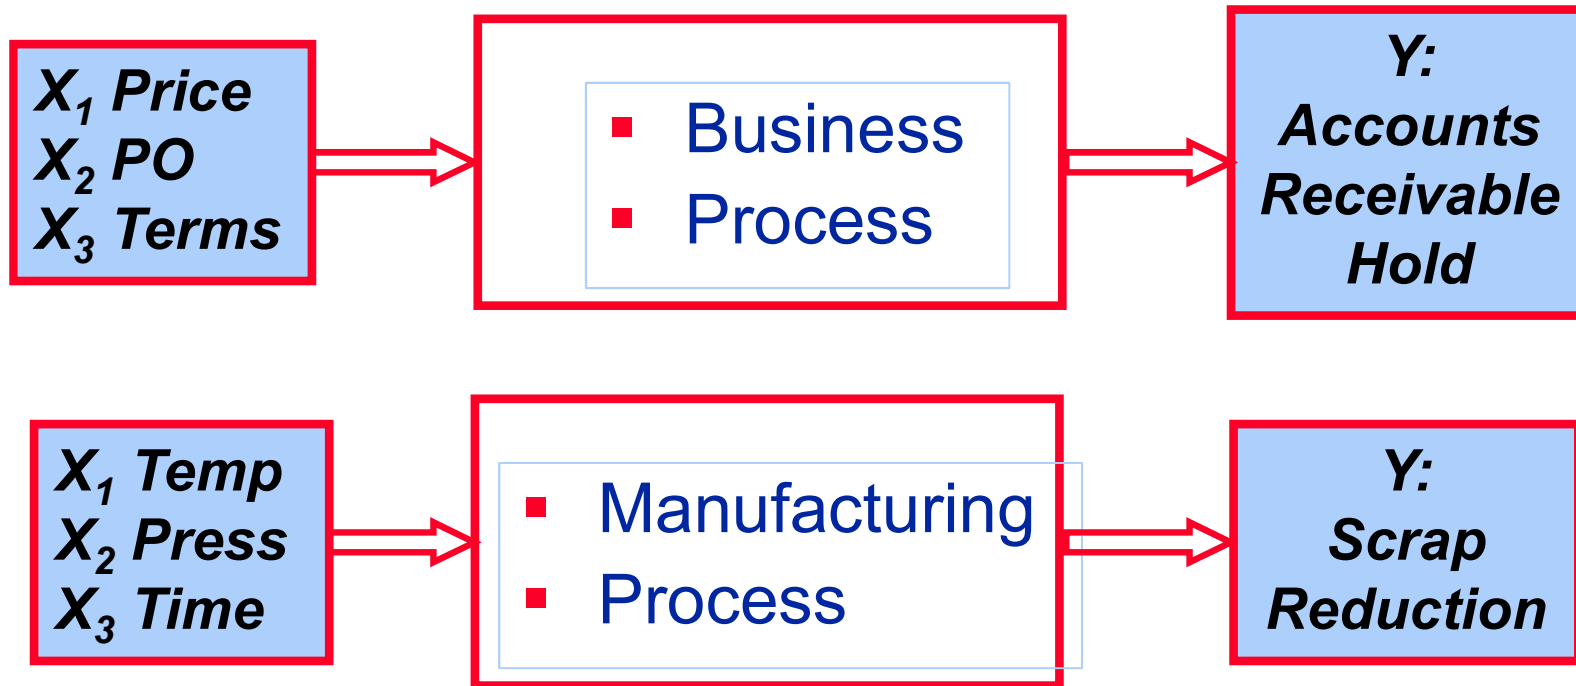 X₁ Price
X₂ PO
X₃ Terms
▪ Business
▪ Process
Y:
Accounts
Receivable
Hold
X₁ Temp
X₂ Press
X₃ Time
▪ Manufacturing
▪ Process
Y:
Scrap
Reduction